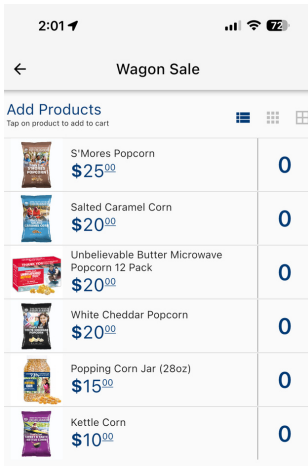 2:01
72
Wagon Sale
Add Products
Tap on product to add to cart
S'Mores Popcorn
$25.00
0
Salted Caramel Corn
$20.00
0
Unbelievable Butter Microwave
Popcorn 12 Pack
$20.00
0
White Cheddar Popcorn
$20.00
0
Popping Corn Jar (28oz)
$15.00
0
Kettle Corn
$10.00
0